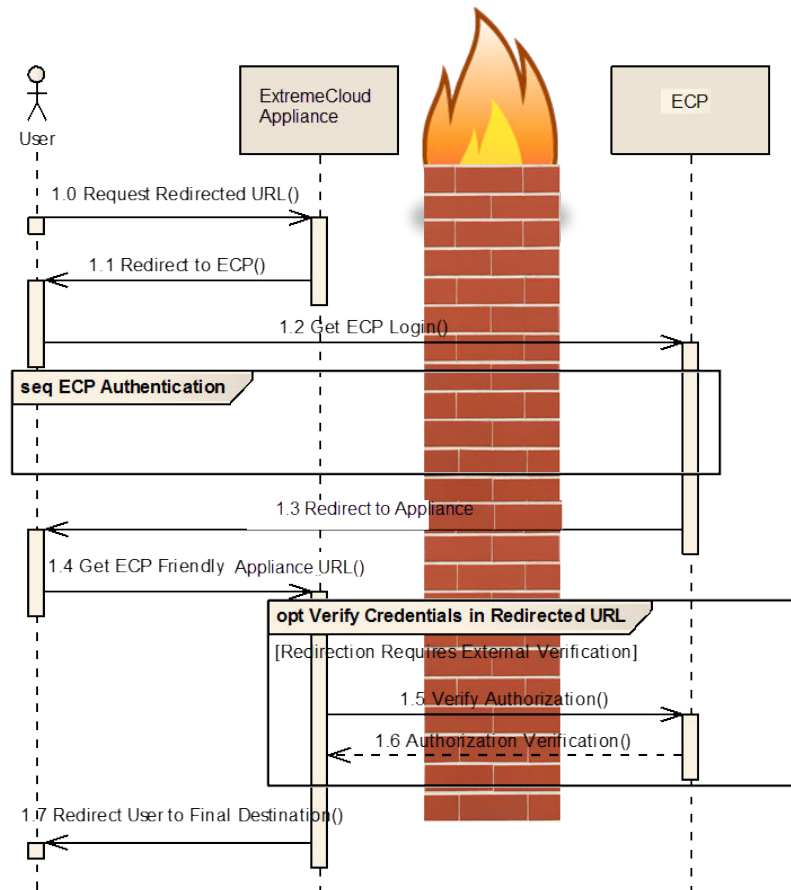 ExtremeCloud
Appliance
ECP
User
1.0 Request Redirected URL()
1.1 Redirect to ECP()
1.2 Get ECP Login()
seq ECP Authentication
1.3 Redirect to Appliance
1.4 Get ECP Friendly Appliance URL()
opt Verify Credentials in Redirected URL
[Redirection Requires External Verification]
1.5 Verify Authorization()
1.6 Authorization Verification()
1.7 Redirect User to Final Destination()